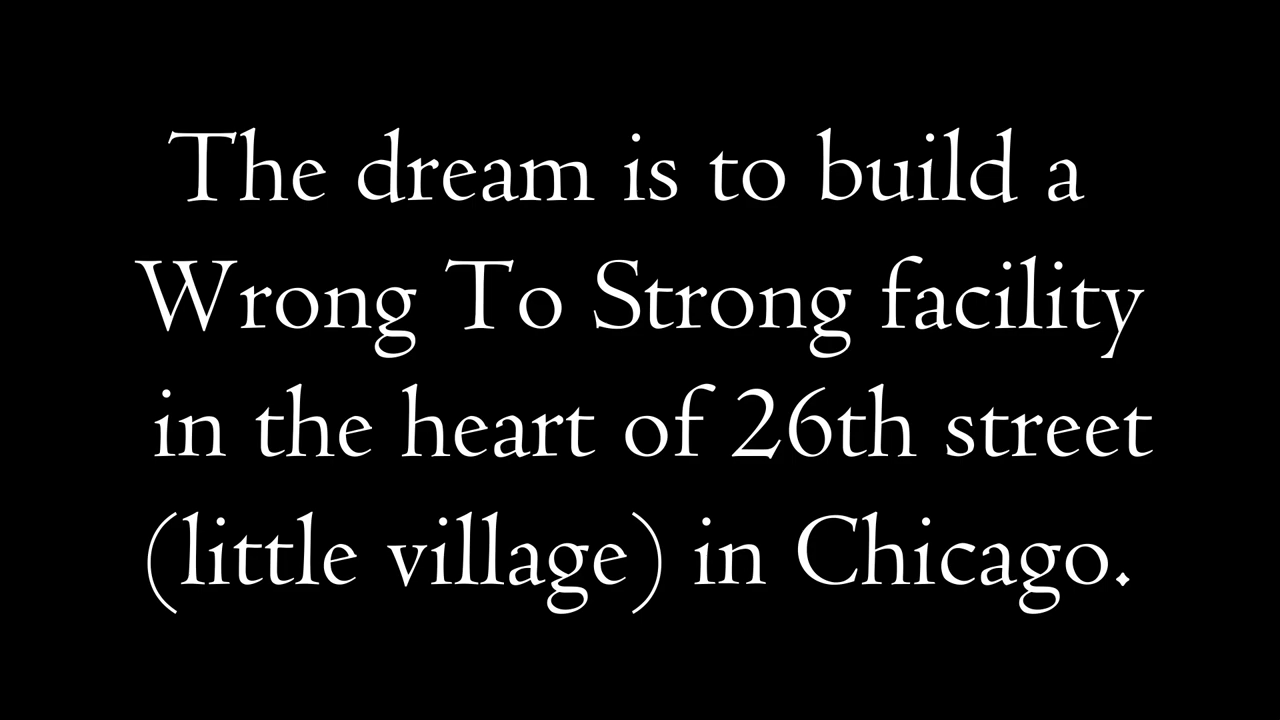 The dream is to build a
Wrong To Strong facility
in the heart of 26th street
(little village) in Chicago.